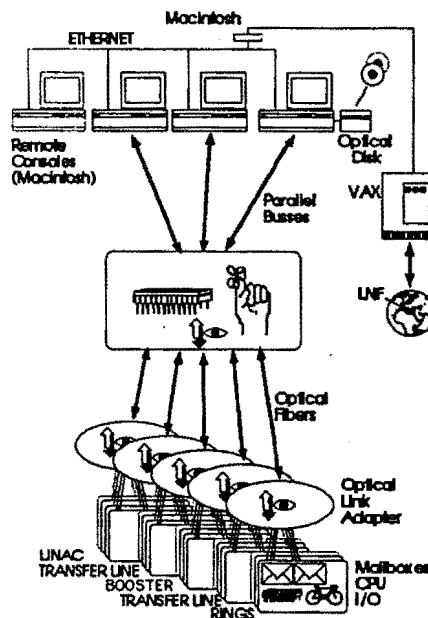 Macintosh
ETHERNET
Remote
Consoles
(Macintosh)
Optical
Disk
VAX
Parallel
Busses
LNF
Optical
Fibers
Optical
Link
Adapter
LINAC
TRANSFER LINE
BOOSTER
TRANSFER LINE
RINGS
Mailboxes
CPU
I/O